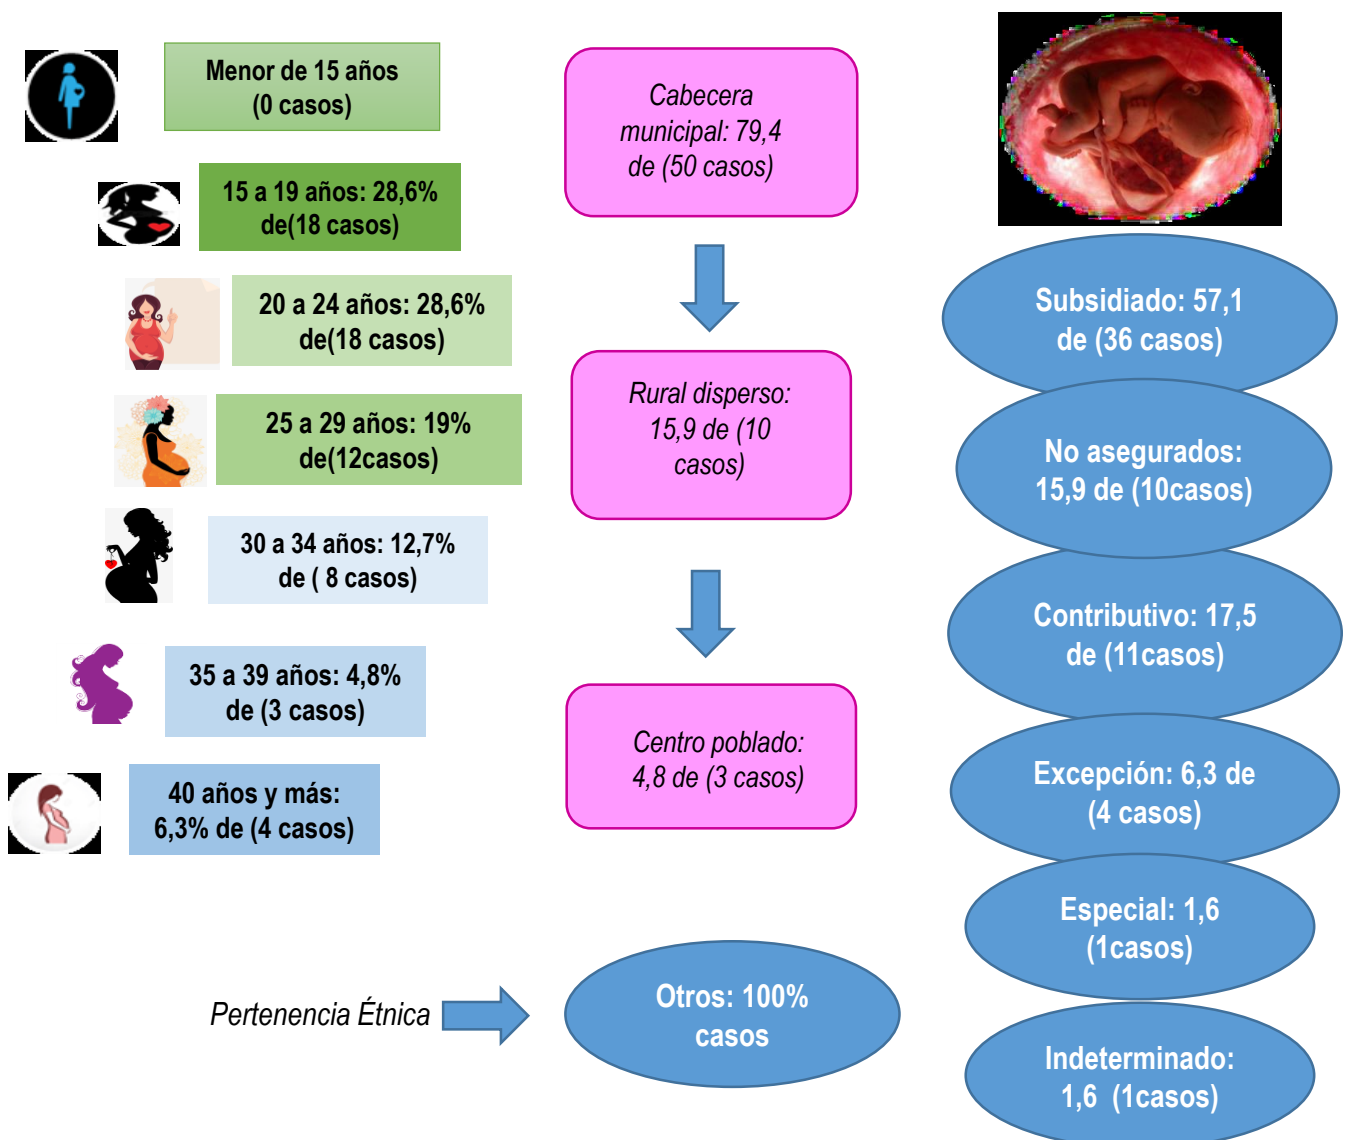 Menor de 15 años
(0 casos)
15 a 19 años: 28,6%
de(18 casos)
20 a 24 años: 28,6%
de(18 casos)
25 a 29 años: 19%
de(12casos)
30 a 34 años: 12,7%
de ( 8 casos)
35 a 39 años: 4,8%
de (3 casos)
40 años y más:
6,3% de (4 casos)
Cabecera
municipal: 79,4
de (50 casos)
Rural disperso:
15,9 de (10
casos)
Centro poblado:
4,8 de (3 casos)
Subsidiado: 57,1
de (36 casos)
No asegurados:
15,9 de (10casos)
Contributivo: 17,5
de (11casos)
Excepción: 6,3 de
(4 casos)
Especial: 1,6
(1casos)
Indeterminado:
1,6  (1casos)
Pertenencia Étnica
Otros: 100%
casos